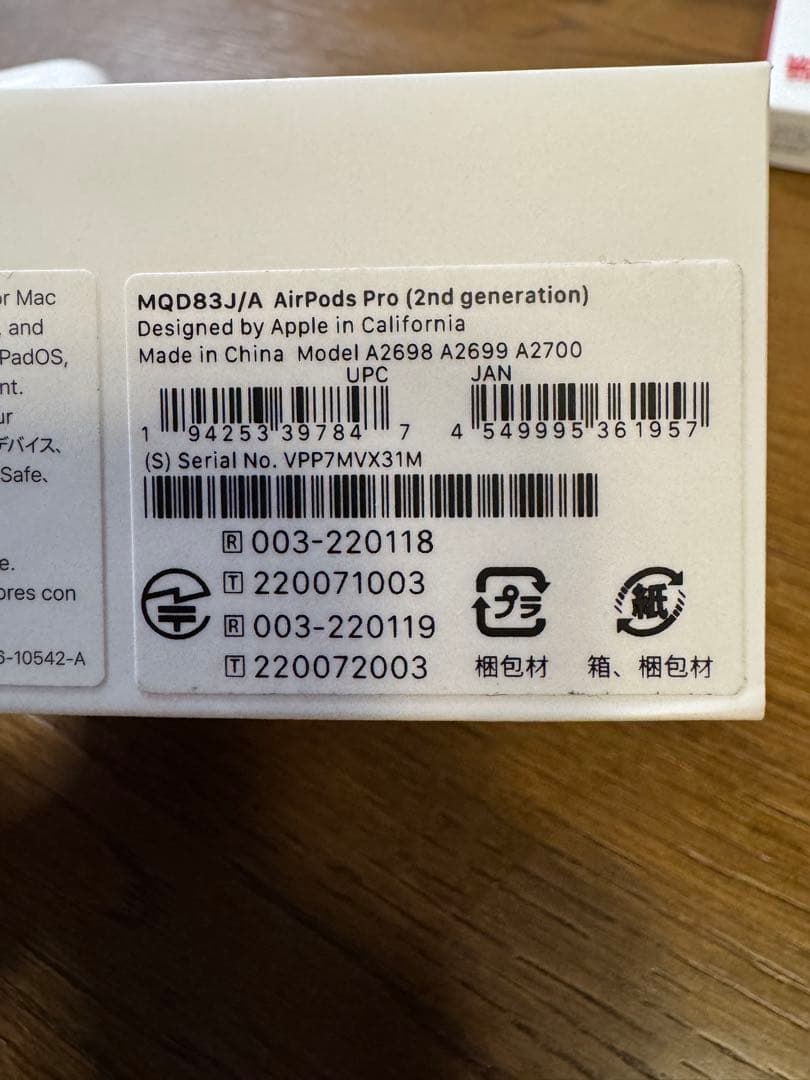 or Mac
, and
PadOS,
nt.
ur
デバイス、
Safe、
e.
ores con
6-10542-A
MQD83J/A AirPods Pro (2nd generation)
Designed by Apple in California
Made in China Model A2698 A2699 A2700
UPC JAN
1 94253 39784 7 4 549995 361957
(S) Serial No. VPP7MVX31M
R 003-220118
T 220071003
R 003-220119
T 220072003
プラ 紙
梱包材 箱、梱包材